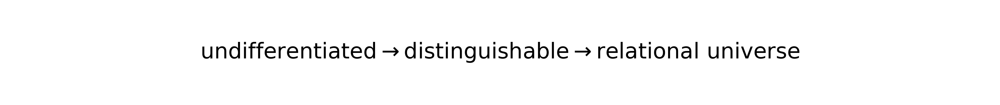 undifferentiated → distinguishable → relational universe